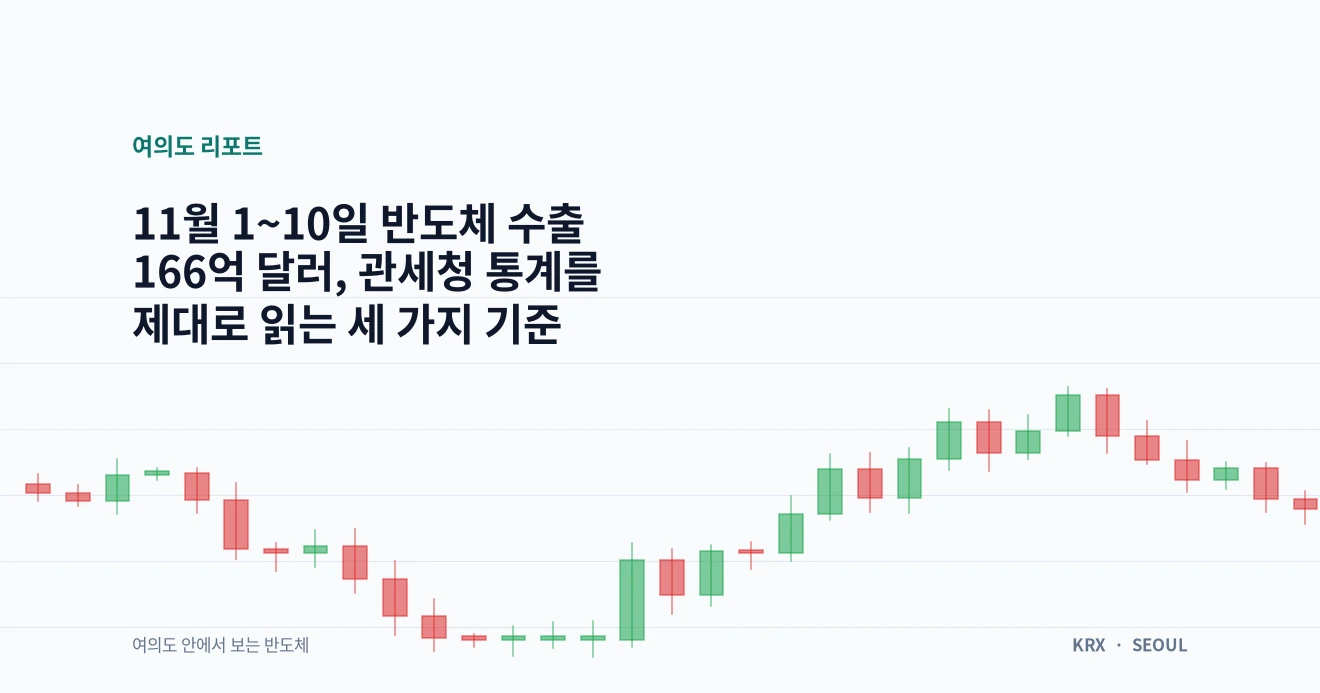 여의도 리포트
11월 1~10일 반도체 수출
166억 달러, 관세청 통계를
제대로 읽는 세 가지 기준
여의도 안에서 보는 반도체
KRX · SEOUL